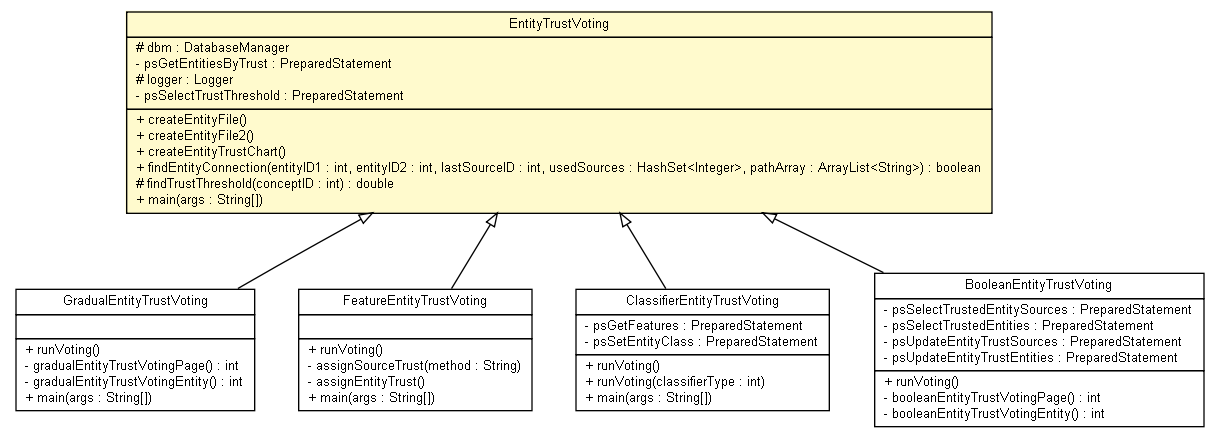 EntityTrustVoting
# dbm : DatabaseManager
- psGetEntitiesByTrust : PreparedStatement
# logger : Logger
- psSelectTrustThreshold : PreparedStatement
+ createEntityFile()
+ createEntityFile2()
+ createEntityTrustChart()
+ findEntityConnection(entityID1 : int, entityID2 : int, lastSourceID : int, usedSources : HashSet<Integer>, pathArray : ArrayList<String>) : boolean
# findTrustThreshold(conceptID : int) : double
+ main(args : String[])
GradualEntityTrustVoting
+ runVoting()
- gradualEntityTrustVotingPage() : int
- gradualEntityTrustVotingEntity() : int
+ main(args : String[])
FeatureEntityTrustVoting
+ runVoting()
- assignSourceTrust(method : String)
- assignEntityTrust()
+ main(args : String[])
ClassifierEntityTrustVoting
- psGetFeatures : PreparedStatement
- psSetEntityClass : PreparedStatement
+ runVoting()
+ runVoting(classifierType : int)
+ main(args : String[])
BooleanEntityTrustVoting
- psSelectTrustedEntitySources : PreparedStatement
- psSelectTrustedEntities : PreparedStatement
- psUpdateEntityTrustSources : PreparedStatement
- psUpdateEntityTrustEntities : PreparedStatement
+ runVoting()
- booleanEntityTrustVotingPage() : int
- booleanEntityTrustVotingEntity() : int